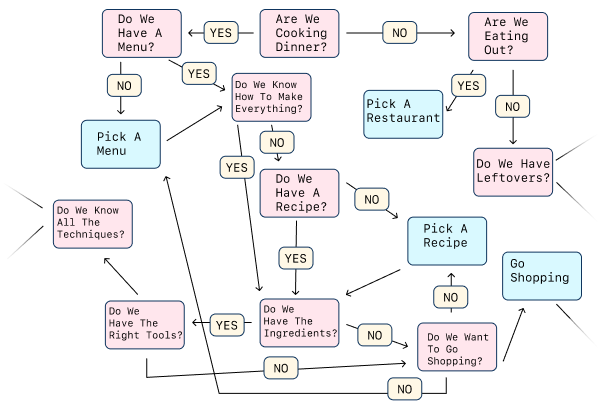 Do We
Have A
Menu?
YES
Are We
Cooking
Dinner?
NO
Are We
Eating
Out?
NO
YES
Do We Know
How To Make
Everything?
YES
Pick A
Restaurant
NO
Pick A
Menu
NO
YES
Do We Have
Leftovers?
Do We
Have A
Recipe?
NO
Do We Know
All The
Techniques?
Pick A
Recipe
YES
Go
Shopping
NO
Do We
Have The
Right Tools?
YES
Do We
Have The
Ingredients?
NO
Do We Want
To Go
Shopping?
NO
NO